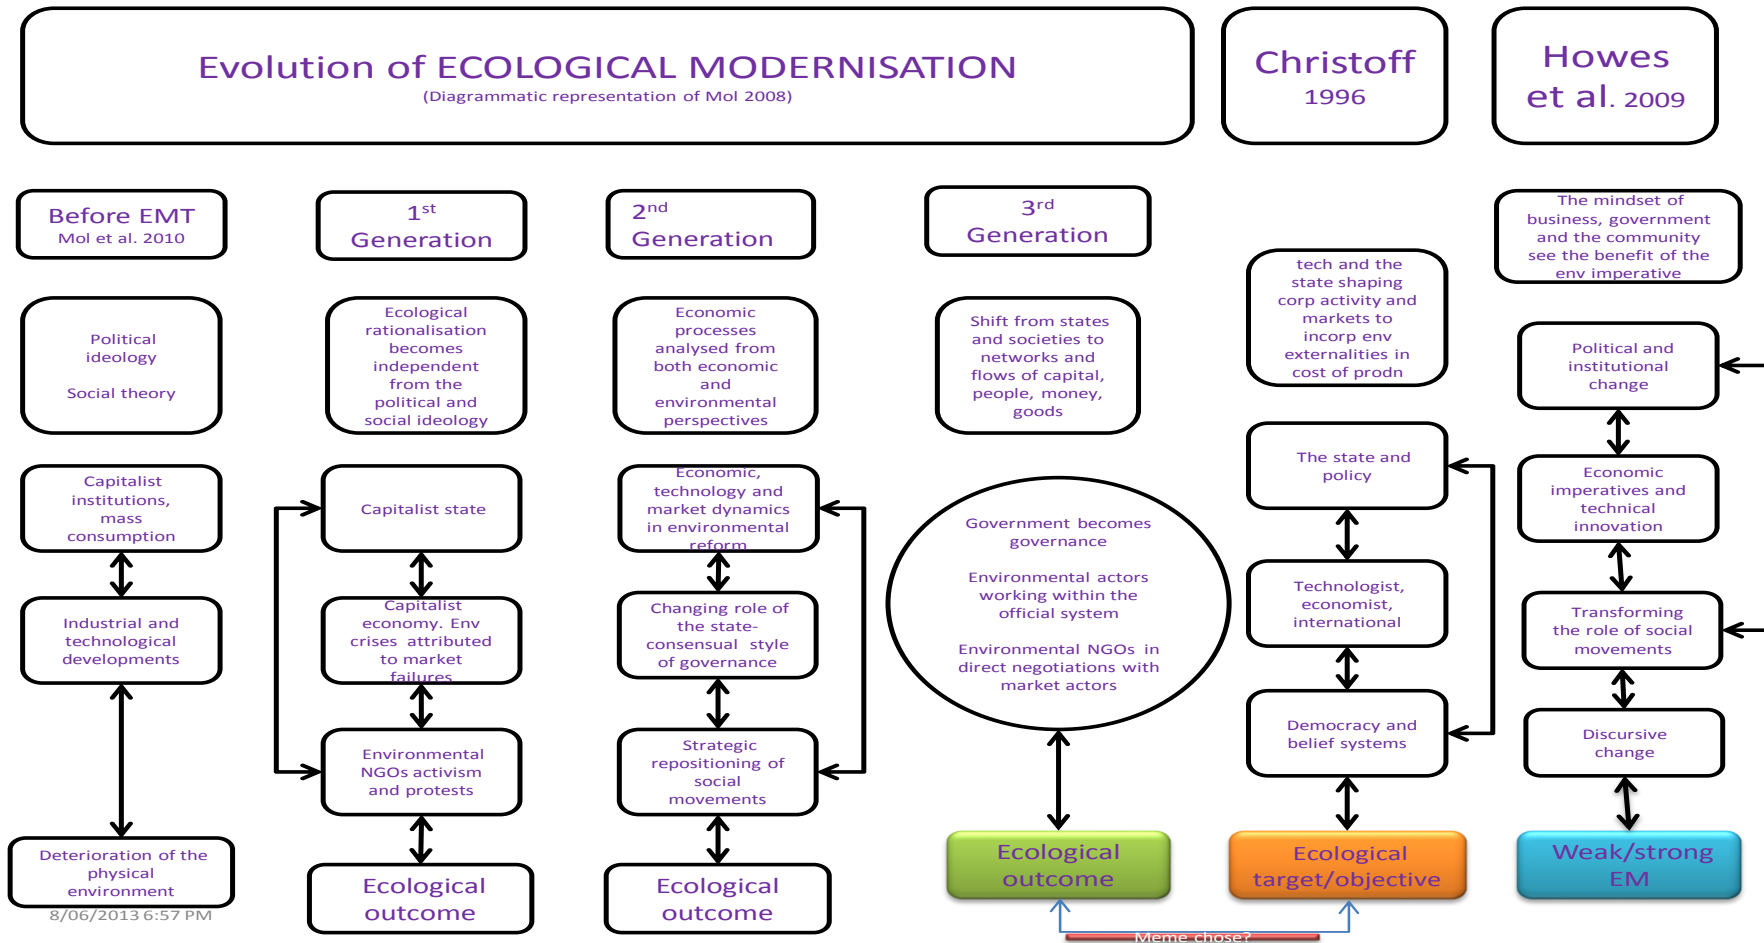 Evolution of ECOLOGICAL MODERNISATION
(Diagrammatic representation of Mol 2008)
Christoff
1996
Howes
et al. 2009
Before EMT
Mol et al. 2010
1st
Generation
2nd
Generation
3rd
Generation
The mindset of
business, government
and the community
see the benefit of the
env imperative
Political
ideology
Social theory
Ecological
rationalisation
becomes
independent
from the
political and
social ideology
Economic
processes
analysed from
both economic
and
environmental
perspectives
Shift from states
and societies to
networks and
flows of capital,
people, money,
goods
tech and the
state shaping
corp activity and
markets to
incorp env
externalities in
cost of prodn
Political and
institutional
change
Capitalist
institutions,
mass
consumption
Capitalist state
Economic,
technology and
market dynamics
in environmental
reform
Government becomes
governance
Environmental actors
working within the
official system
Environmental NGOs in
direct negotiations with
market actors
The state and
policy
Economic
imperatives and
technical
innovation
Industrial and
technological
developments
Capitalist
economy. Env
crises attributed
to market
failures
Changing role of
the state-
consensual style
of governance
Technologist,
economist,
international
Transforming
the role of social
movements
Environmental
NGOs activism
and protests
Strategic
repositioning of
social
movements
Democracy and
belief systems
Discursive
change
Deterioration of the
physical
environment
8/06/2013 6:57 PM
Ecological
outcome
Ecological
outcome
Ecological
outcome
Ecological
target/objective
Weak/strong
EM
Meme chose?